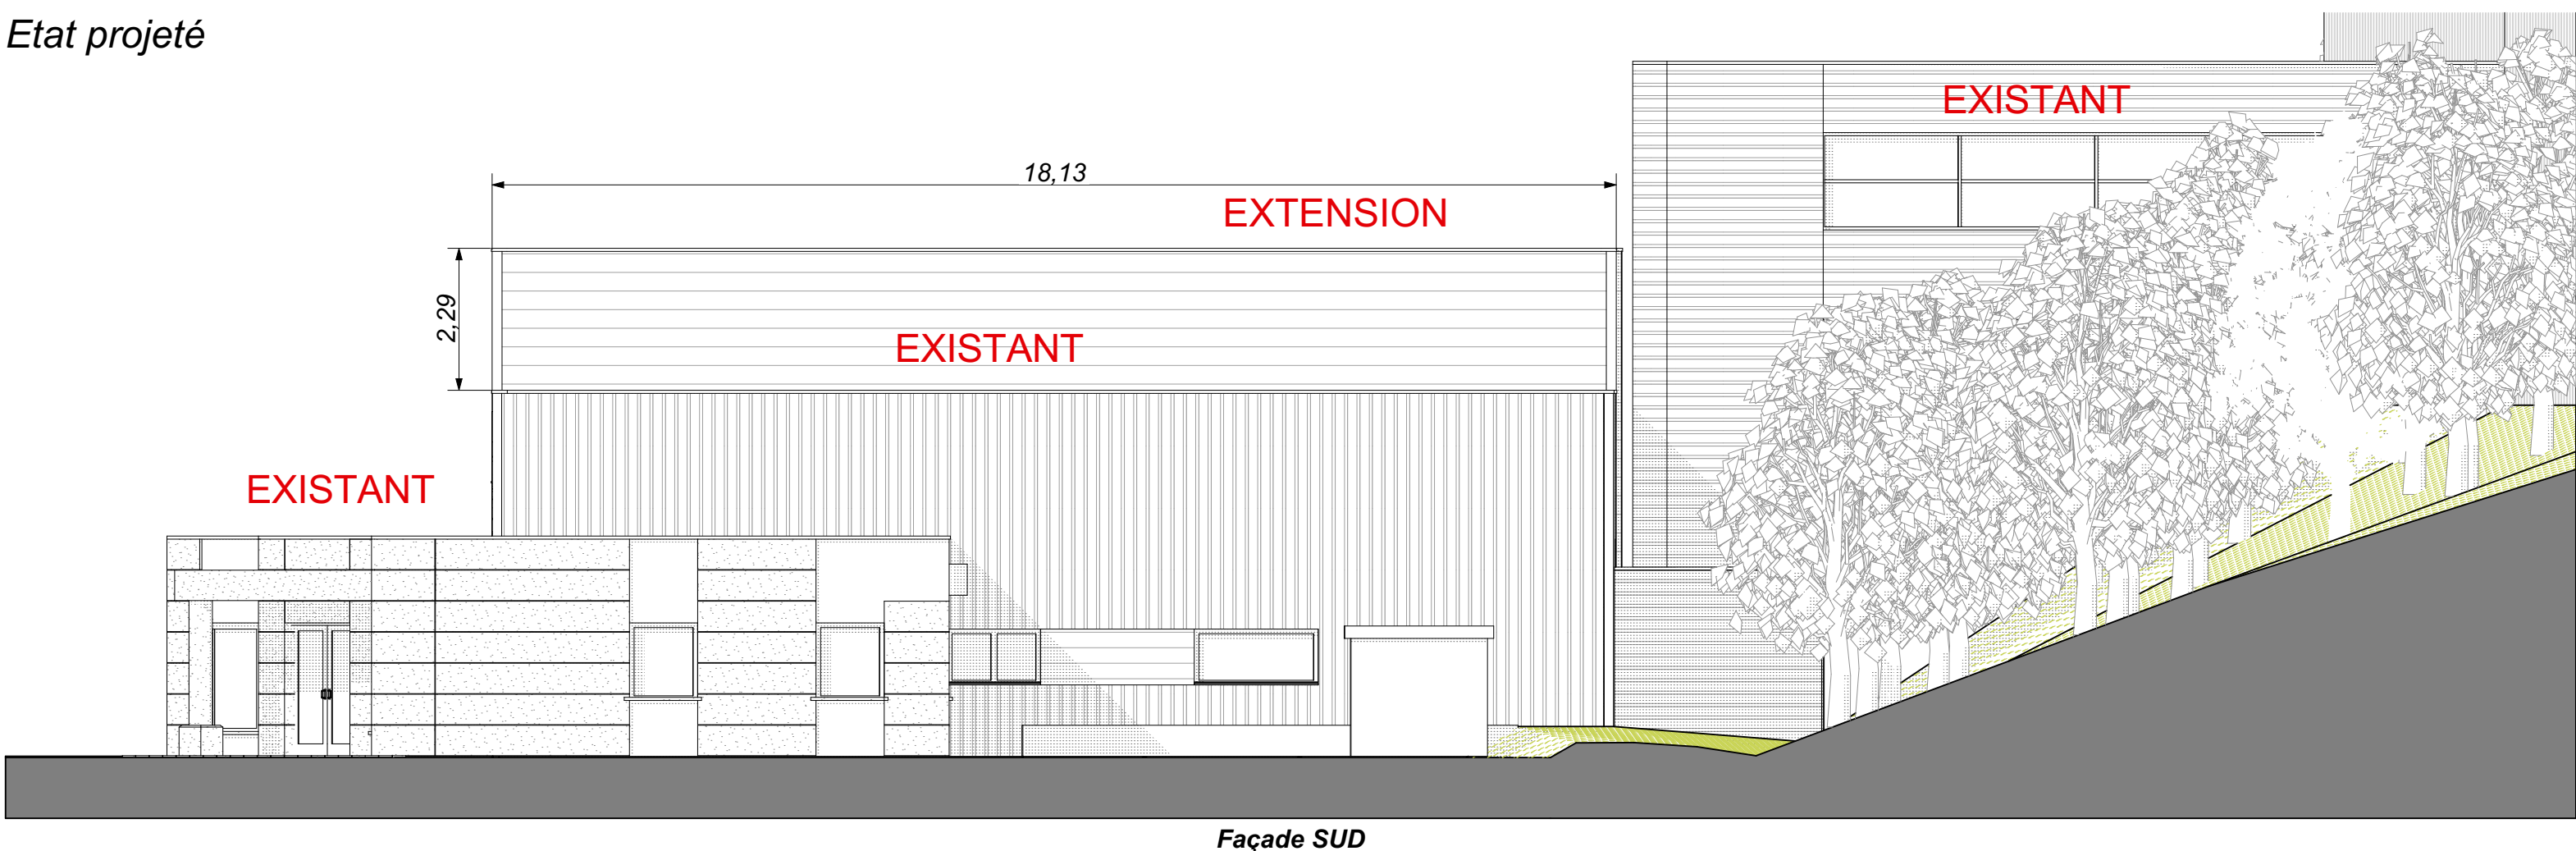 Etat projeté
EXISTANT
18,13
EXTENSION
2,29
EXISTANT
EXISTANT
Façade SUD